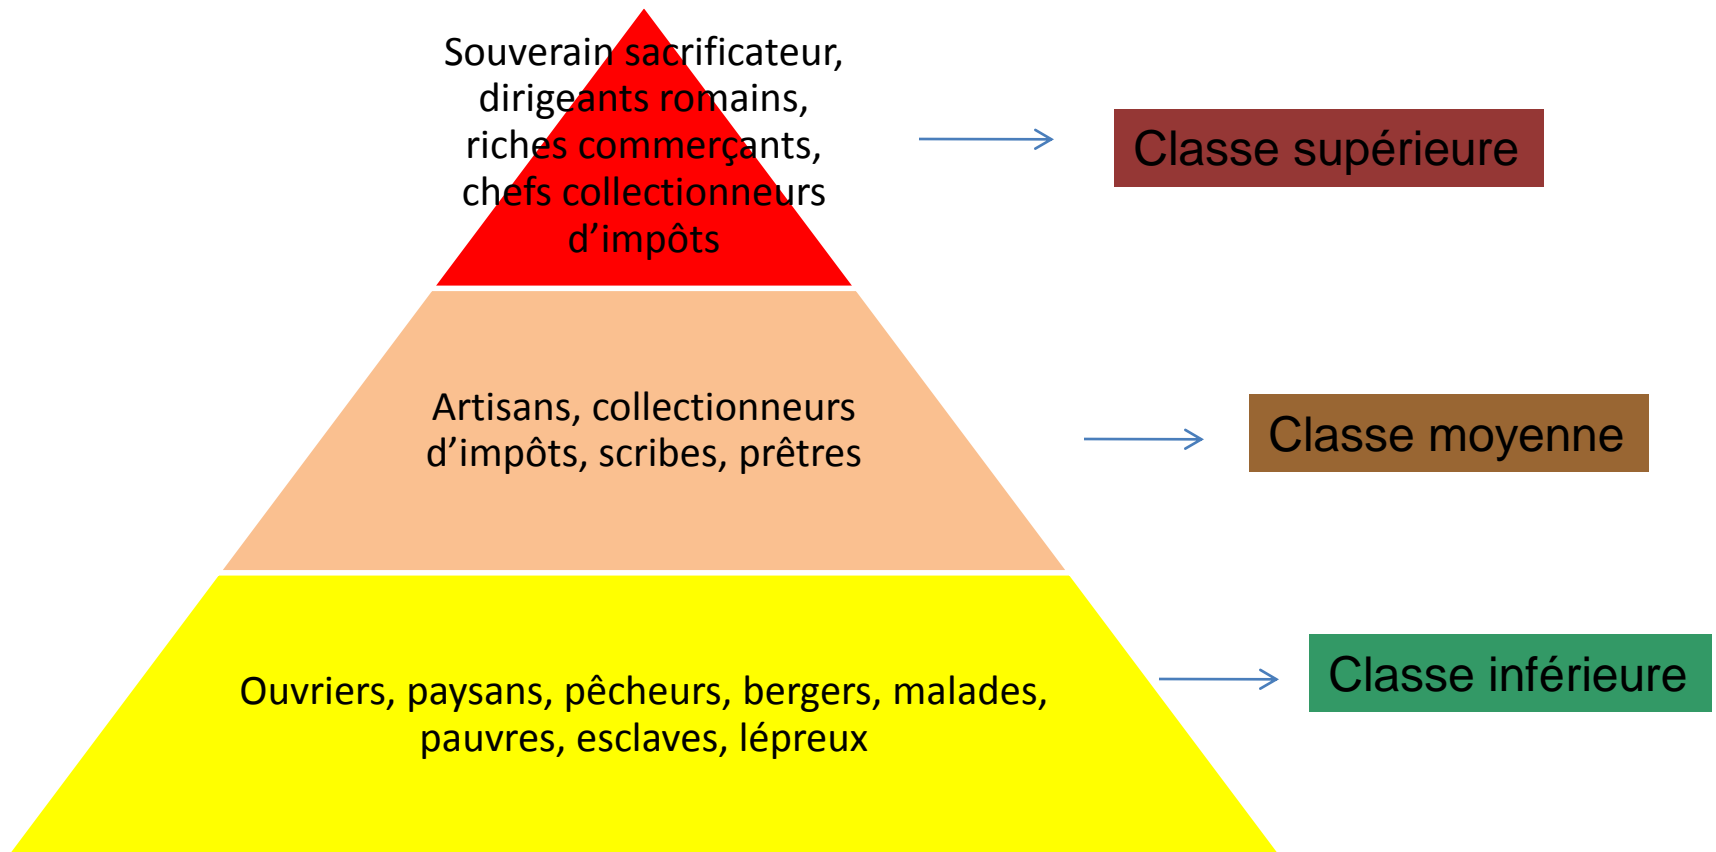 Souverain sacrificateur,
dirigeants romains,
riches commerçants,
chefs collectionneurs
d’impôts
Classe supérieure
Artisans, collectionneurs
d’impôts, scribes, prêtres
Classe moyenne
Ouvriers, paysans, pêcheurs, bergers, malades,
pauvres, esclaves, lépreux
Classe inférieure